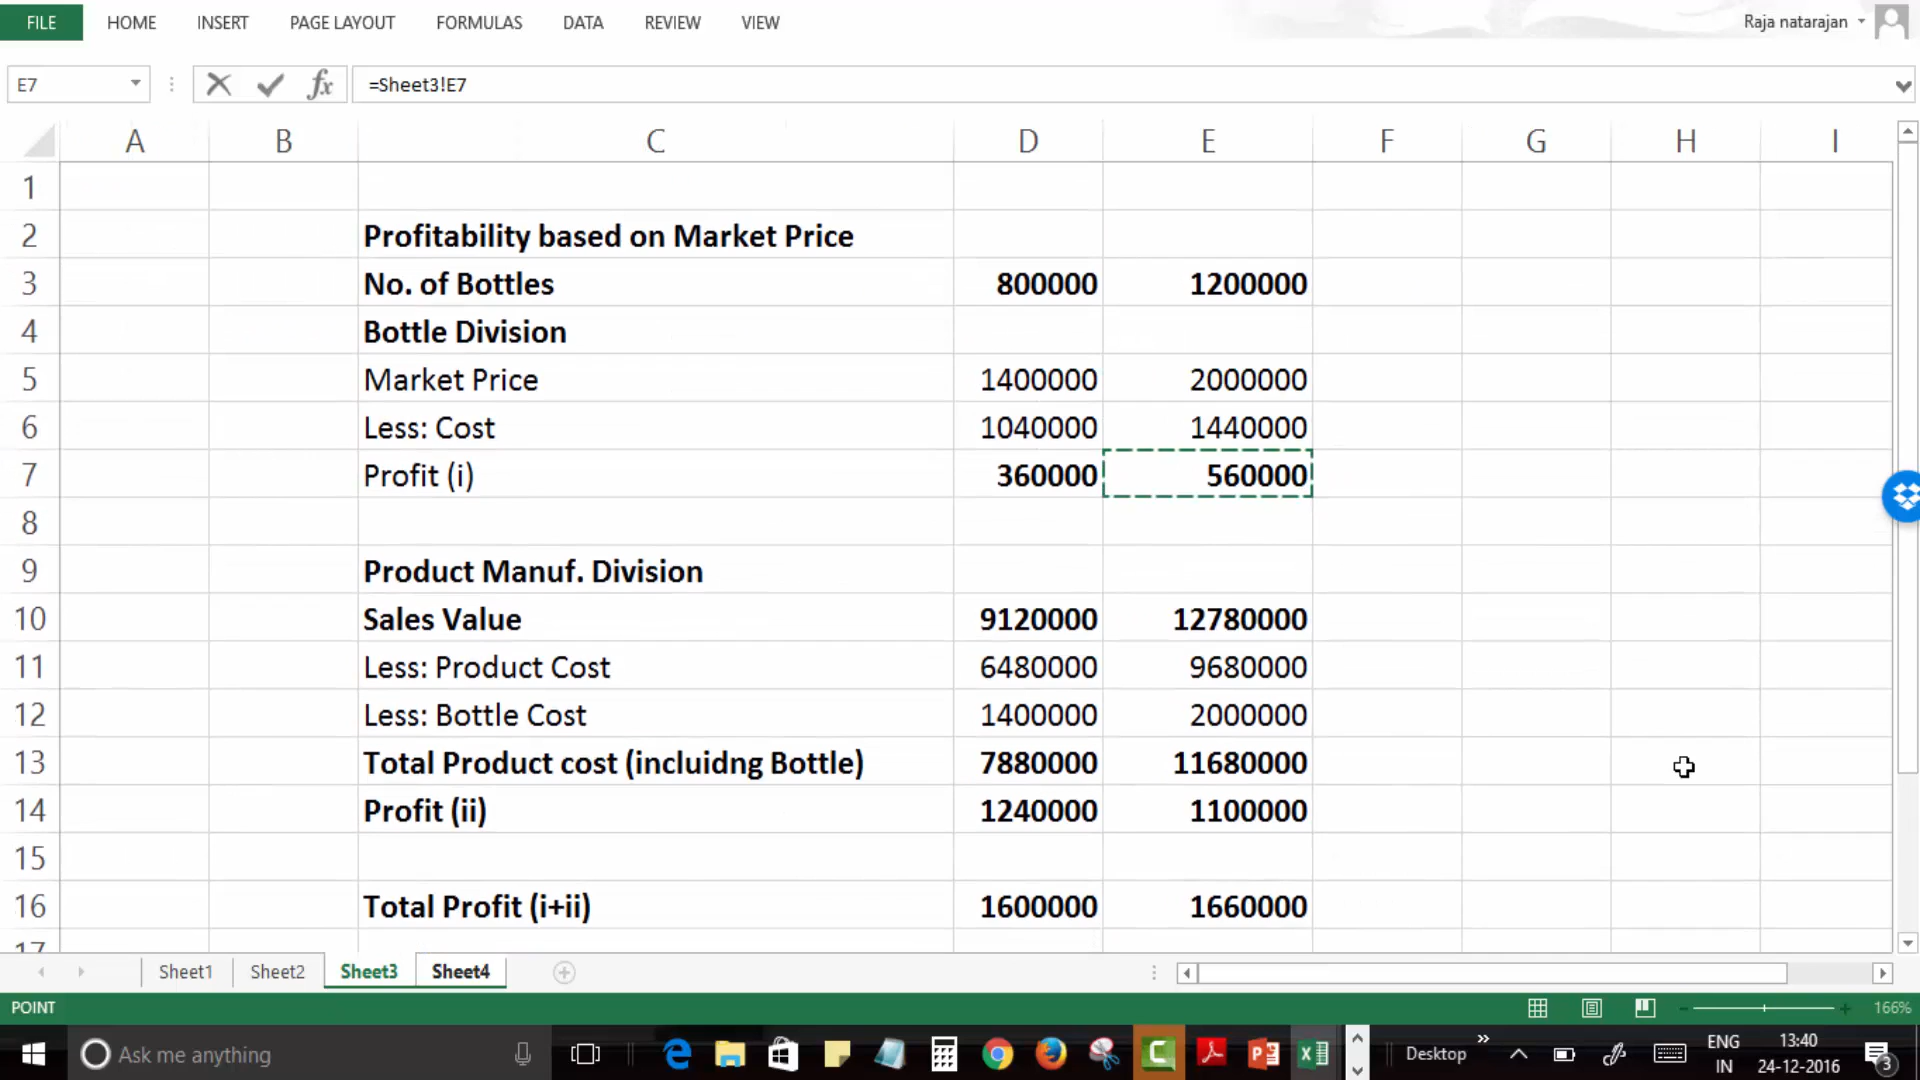 FILE HOME INSERT PAGE LAYOUT FORMULAS DATA REVIEW VIEW Raja natarajan
E7 fx =Sheet3!E7
A B C D E F G H I
1
2 Profitability based on Market Price
3 No. of Bottles 800000 1200000
4 Bottle Division
5 Market Price 1400000 2000000
6 Less: Cost 1040000 1440000
7 Profit (i) 360000 560000
8
9 Product Manuf. Division
10 Sales Value 9120000 12780000
11 Less: Product Cost 6480000 9680000
12 Less: Bottle Cost 1400000 2000000
13 Total Product cost (incluidng Bottle) 7880000 11680000
14 Profit (ii) 1240000 1100000
15
16 Total Profit (i+ii) 1600000 1660000
17
Sheet1 Sheet2 Sheet3 Sheet4
POINT 166%
Ask me anything Desktop ENG 13:40
IN 24-12-2016 3